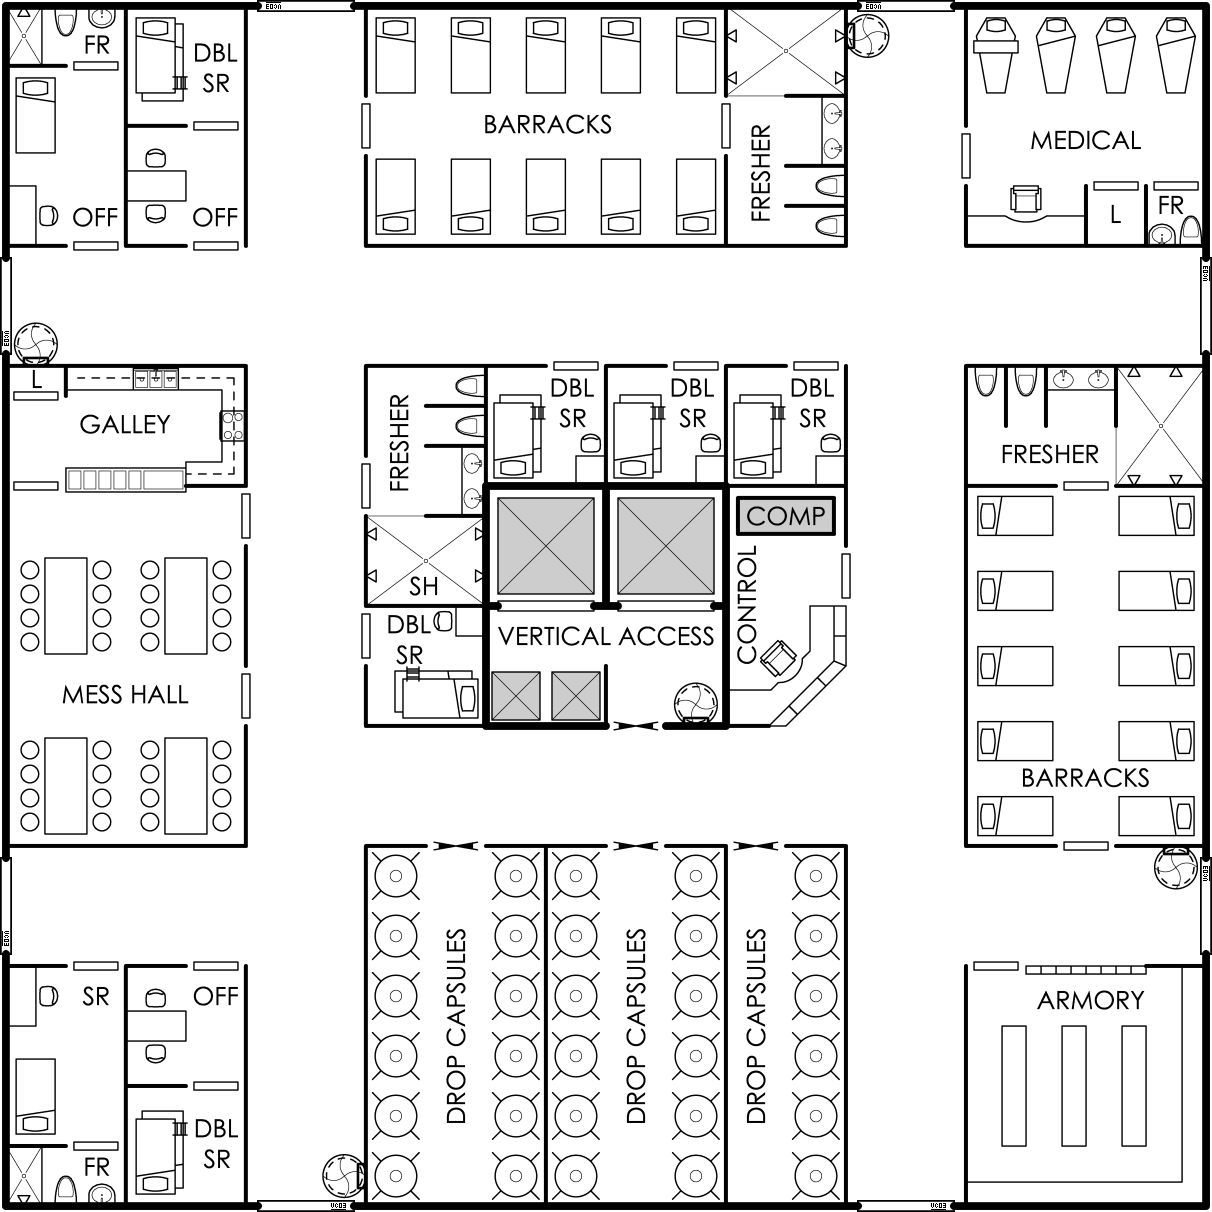 FR
DBL
SR
OFF
OFF
BARRACKS
FRESHER
MEDICAL
L
FR
L
GALLEY
MESS HALL
FRESHER
SH
DBL
SR
DBL
SR
DBL
SR
DBL
SR
COMP
CONTROL
VERTICAL ACCESS
FRESHER
BARRACKS
SR
OFF
DBL
SR
FR
DROP CAPSULES
DROP CAPSULES
DROP CAPSULES
ARMORY